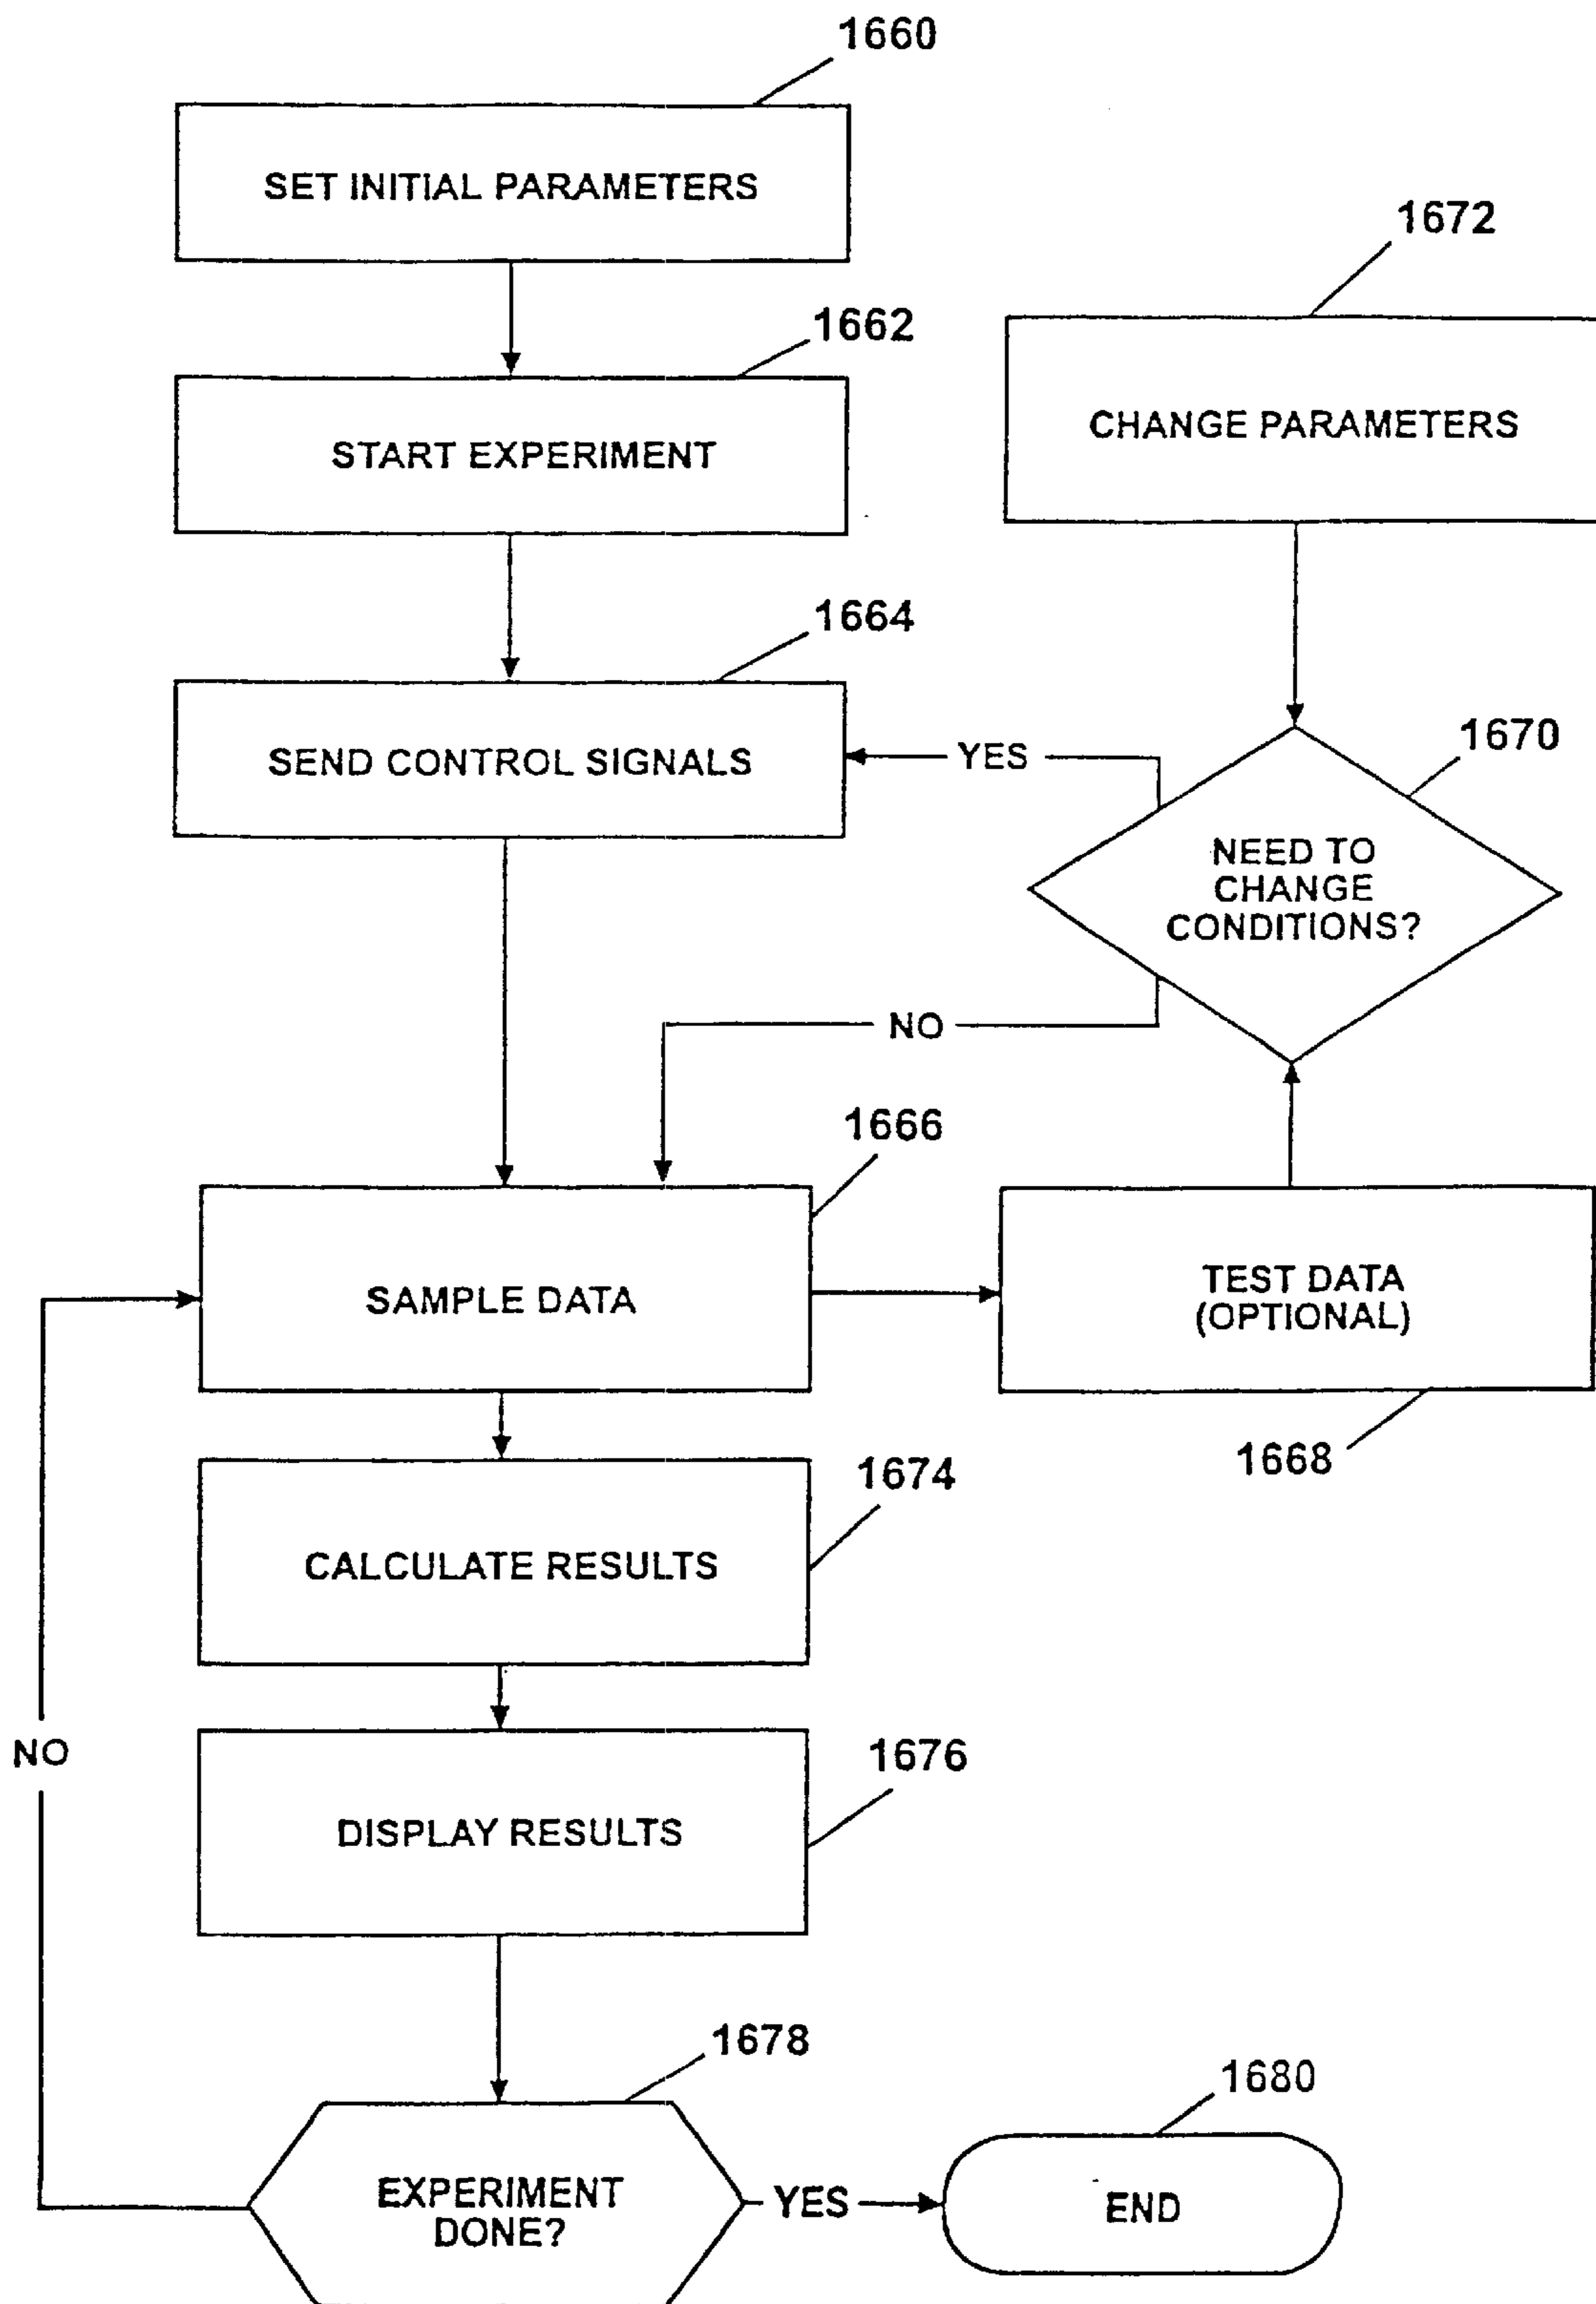 1660
SET INITIAL PARAMETERS
1672
1662
CHANGE PARAMETERS
START EXPERIMENT
1664
1670
SEND CONTROL SIGNALS
YES
NEED TO
CHANGE
CONDITIONS?
NO
1666
SAMPLE DATA
TEST DATA
(OPTIONAL)
1668
1674
CALCULATE RESULTS
NO
1676
DISPLAY RESULTS
1678
1680
EXPERIMENT
DONE?
YES
END